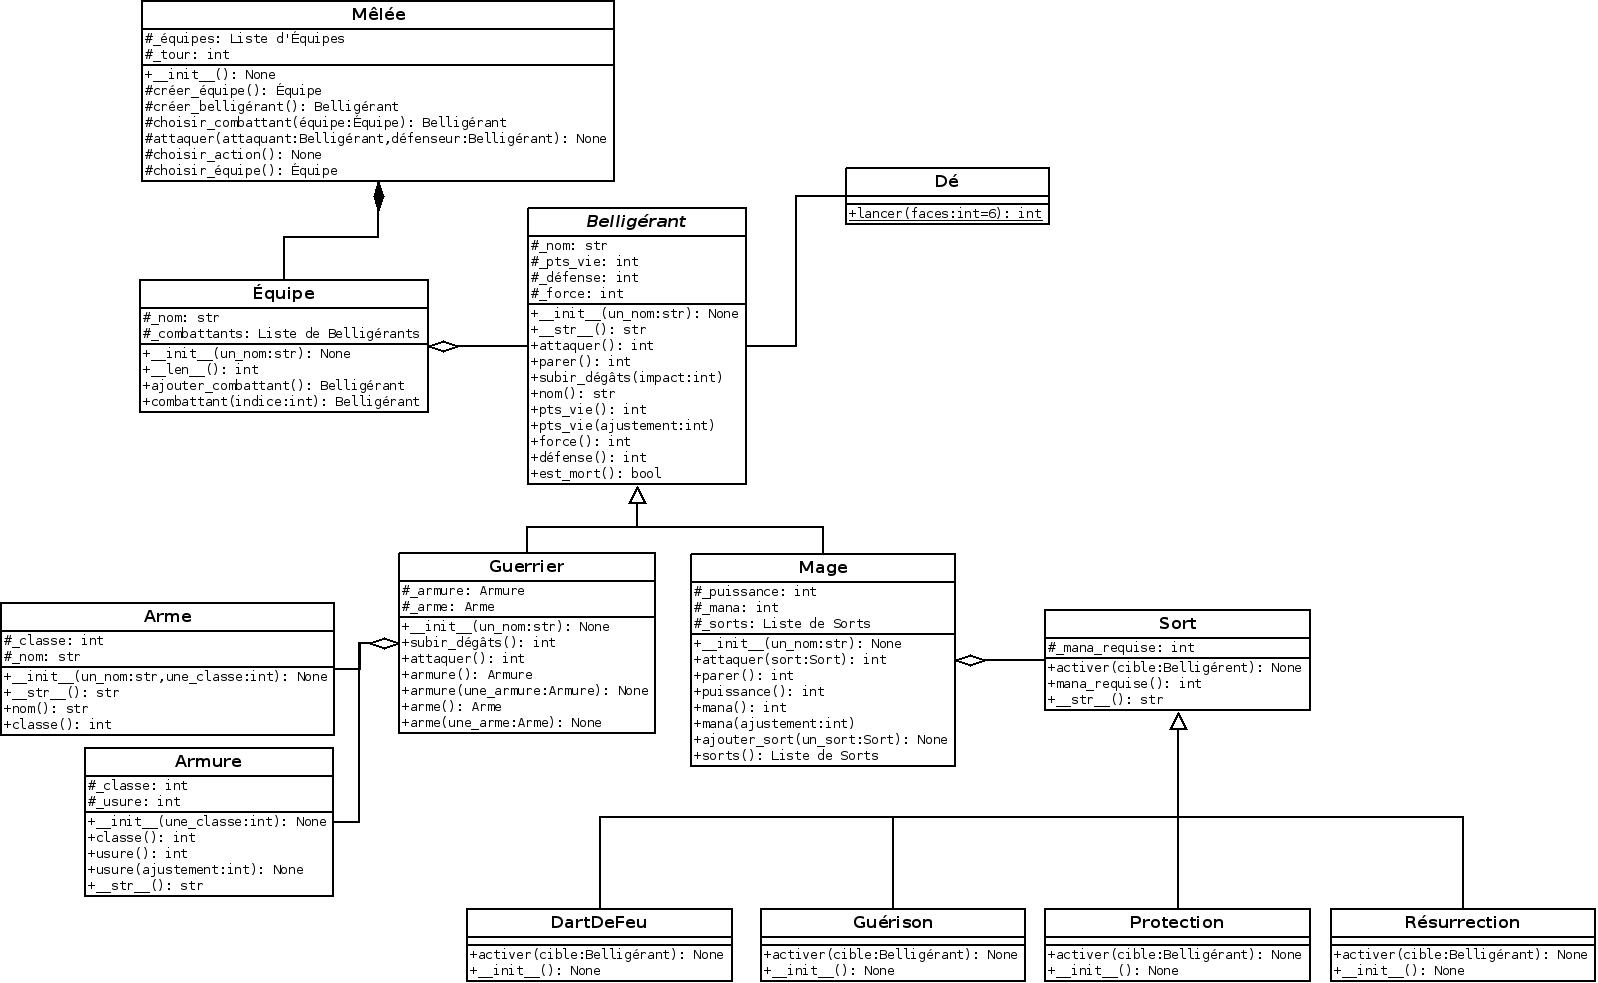 Mêlée
#_équipes: Liste d'Équipes
#_tour: int
+__init__(): None
#créer_équipe(): Équipe
#créer_belligérant(): Belligérant
#choisir_combattant(équipe:Équipe): Belligérant
#attaquer(attaquant:Belligérant,défenseur:Belligérant): None
#choisir_action(): None
#choisir_équipe(): Équipe
Dé
+lancer(faces:int=6): int
Belligérant
#_nom: str
#_pts_vie: int
#_défense: int
#_force: int
+__init__(un_nom:str): None
+__str__(): str
+attaquer(): int
+parer(): int
+subir_dégâts(impact:int)
+nom(): str
+pts_vie(): int
+pts_vie(ajustement:int)
+force(): int
+défense(): int
+est_mort(): bool
Équipe
#_nom: str
#_combattants: Liste de Belligérants
+__init__(un_nom:str): None
+__len__(): int
+ajouter_combattant(): Belligérant
+combattant(indice:int): Belligérant
Guerrier
#_armure: Armure
#_arme: Arme
+__init__(un_nom:str): None
+subir_dégâts(): int
+attaquer(): int
+armure(): Armure
+armure(une_armure:Armure): None
+arme(): Arme
+arme(une_arme:Arme): None
Mage
#_puissance: int
#_mana: int
#_sorts: Liste de Sorts
+__init__(un_nom:str): None
+attaquer(sort:Sort): int
+parer(): int
+puissance(): int
+mana(): int
+mana(ajustement:int)
+ajouter_sort(un_sort:Sort): None
+sorts(): Liste de Sorts
Arme
#_classe: int
#_nom: str
+__init__(un_nom:str,une_classe:int): None
+__str__(): str
+nom(): str
+classe(): int
Sort
#_mana_requise: int
+activer(cible:Belligérent): None
+mana_requise(): int
+__str__(): str
Armure
#_classe: int
#_usure: int
+__init__(une_classe:int): None
+classe(): int
+usure(): int
+usure(ajustement:int): None
+__str__(): str
DartDeFeu
+activer(cible:Belligérant): None
+__init__(): None
Guérison
+activer(cible:Belligérant): None
+__init__(): None
Protection
+activer(cible:Belligérant): None
+__init__(): None
Résurrection
+activer(cible:Belligérant): None
+__init__(): None